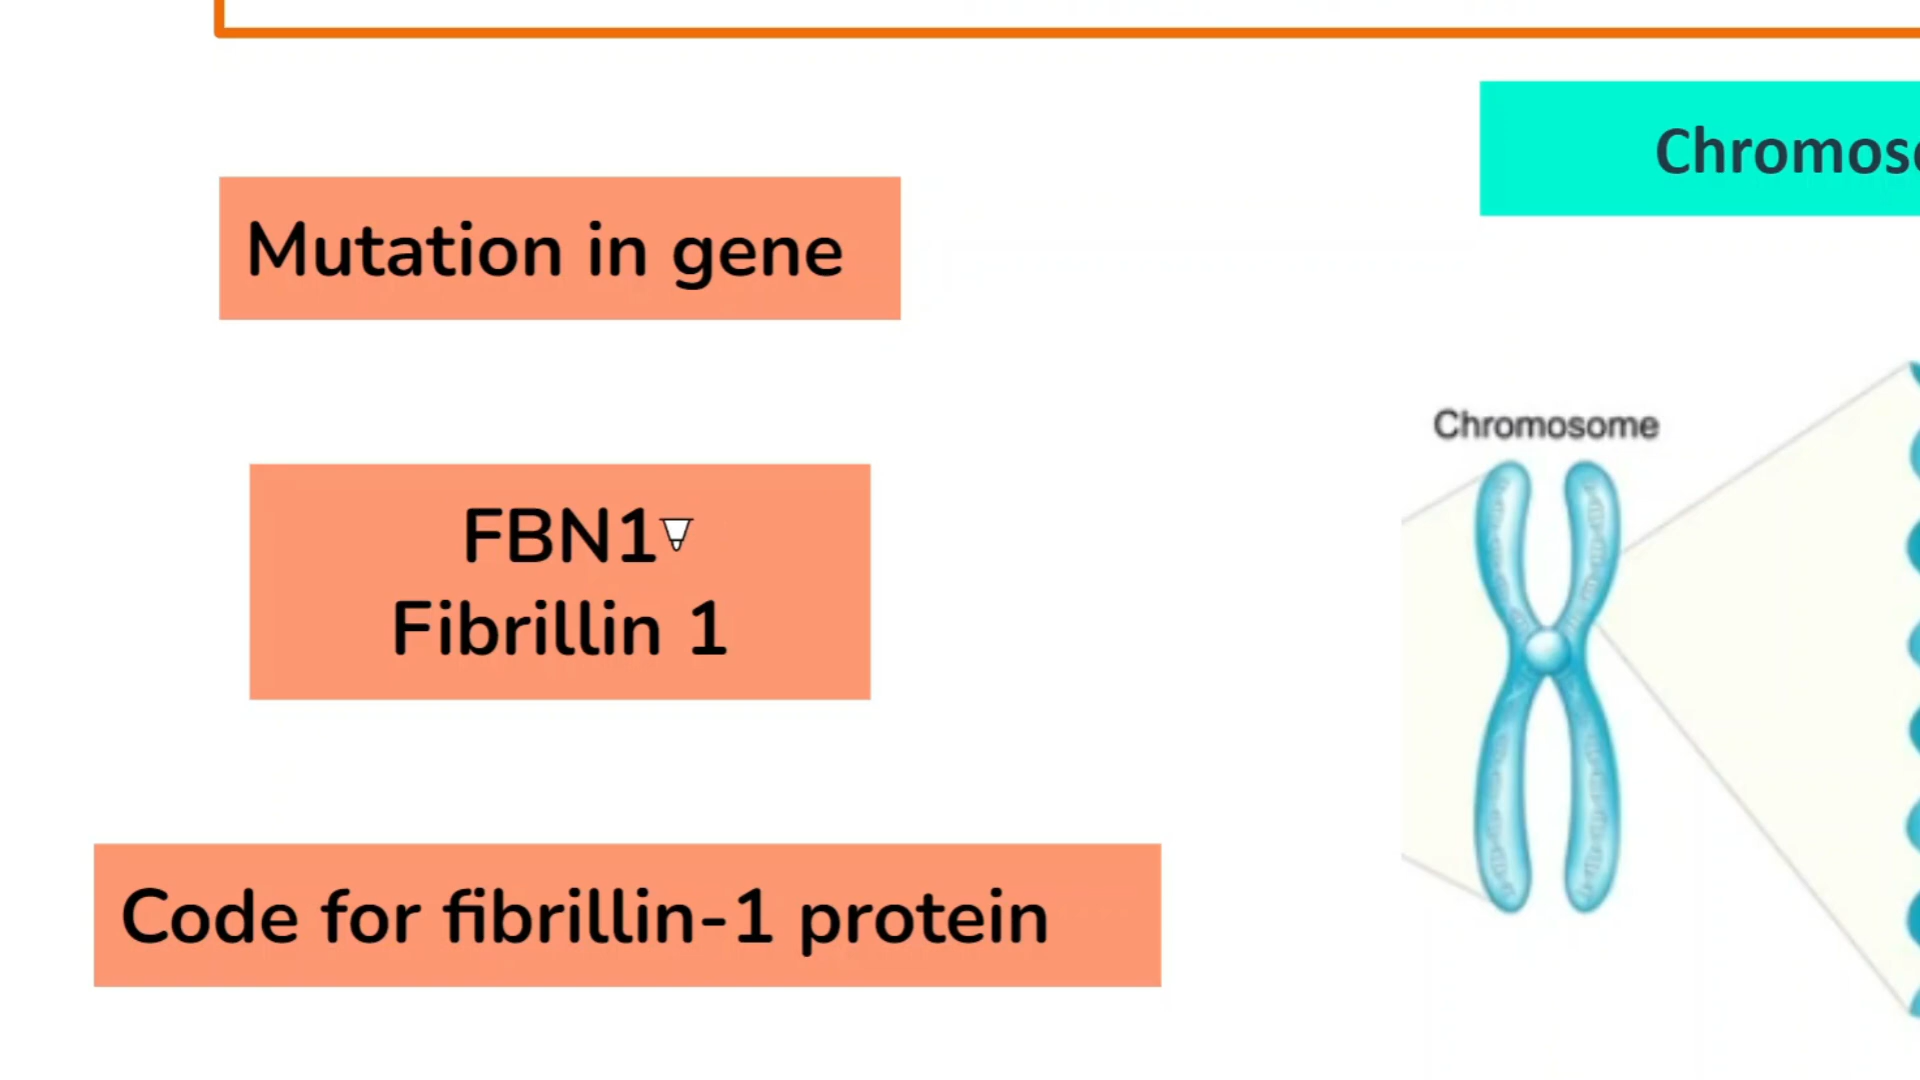 Mutation in gene
FBN1
Fibrillin 1
Code for fibrillin-1 protein
Chromosome